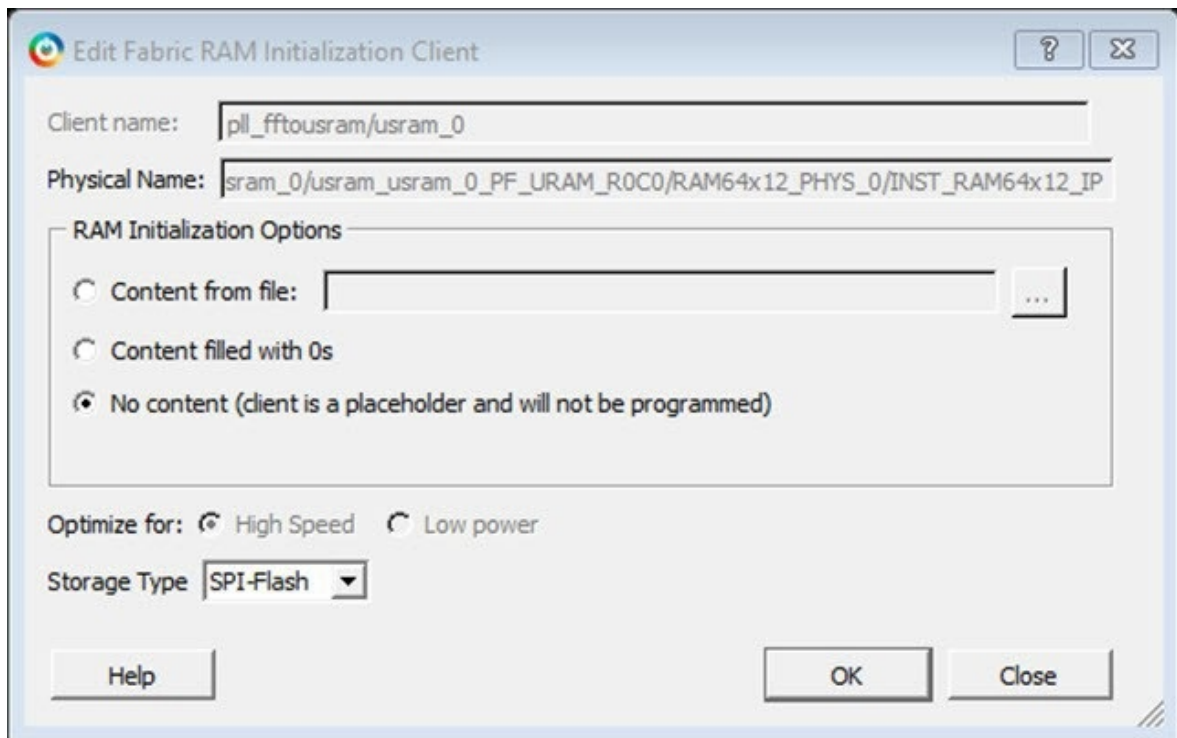 Edit Fabric RAM Initialization Client
?
Client name: pll_fftousram/usram_0
Physical Name: sram_0/usram_usram_0_PF_URAM_R0C0/RAM64x12_PHYS_0/INST_RAM64x12_IP
RAM Initialization Options
Content from file: ...
Content filled with 0s
No content (client is a placeholder and will not be programmed)
Optimize for: High Speed Low power
Storage Type SPI-Flash
Help OK Close